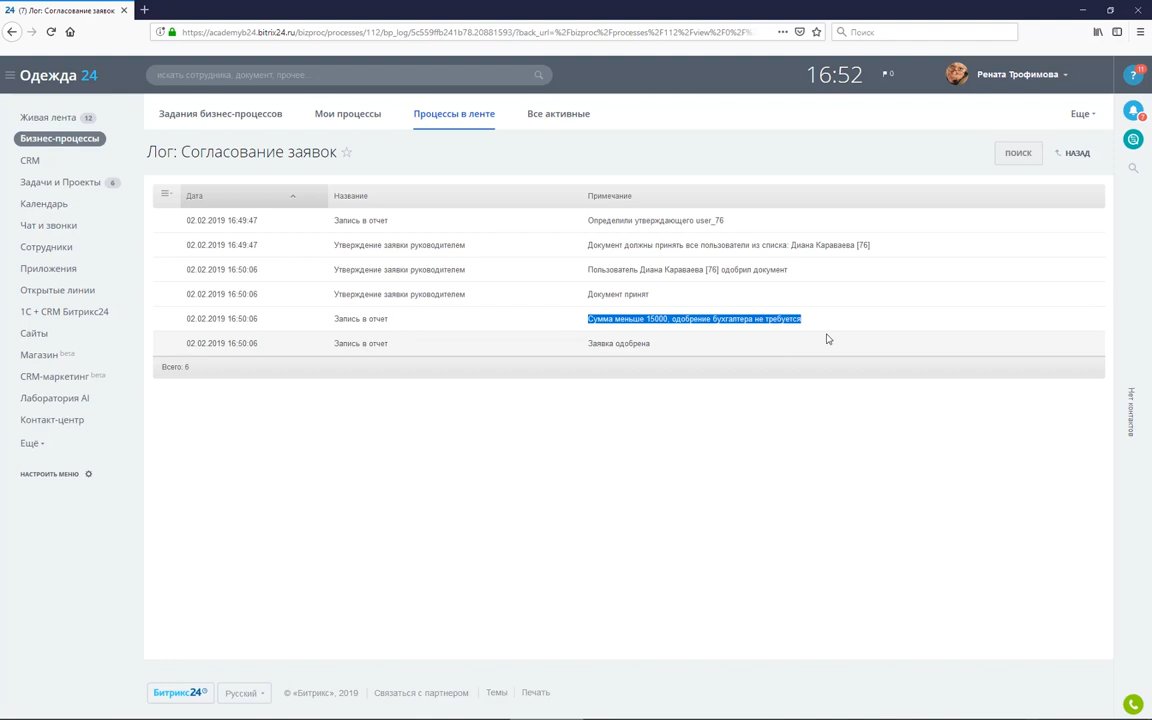 24 (7) Лог: Согласование заявок
https://academyb24.bitrix24.ru/bizproc/processes/112/bp_log/5c559ffb241b78.20881593/?back_url=%2Fbizproc%2Fprocesses%2F112%2Fview%2F0%2F%
Поиск
Одежда 24
искать сотрудника, документ, прочее...
16:52
0
Рената Трофимова
? 11
7
Живая лента 12
Бизнес-процессы
CRM
Задачи и Проекты 6
Календарь
Чат и звонки
Сотрудники
Приложения
Открытые линии
1С + CRM Битрикс24
Сайты
Магазин beta
CRM-маркетинг beta
Лаборатория AI
Контакт-центр
Ещё
НАСТРОИТЬ МЕНЮ
Задания бизнес-процессов Мои процессы Процессы в ленте Все активные Еще
Лог: Согласование заявок
ПОИСК НАЗАД
Дата Название Примечание
02.02.2019 16:49:47 Запись в отчет Определили утверждающего user_76
02.02.2019 16:49:47 Утверждение заявки руководителем Документ должны принять все пользователи из списка: Диана Караваева [76]
02.02.2019 16:50:06 Утверждение заявки руководителем Пользователь Диана Караваева [76] одобрил документ
02.02.2019 16:50:06 Утверждение заявки руководителем Документ принят
02.02.2019 16:50:06 Запись в отчет Сумма меньше 15000, одобрение бухгалтера не требуется
02.02.2019 16:50:06 Запись в отчет Заявка одобрена
Всего: 6
Нет контактов
Битрикс24 Русский © «Битрикс», 2019 Связаться с партнером Темы Печать